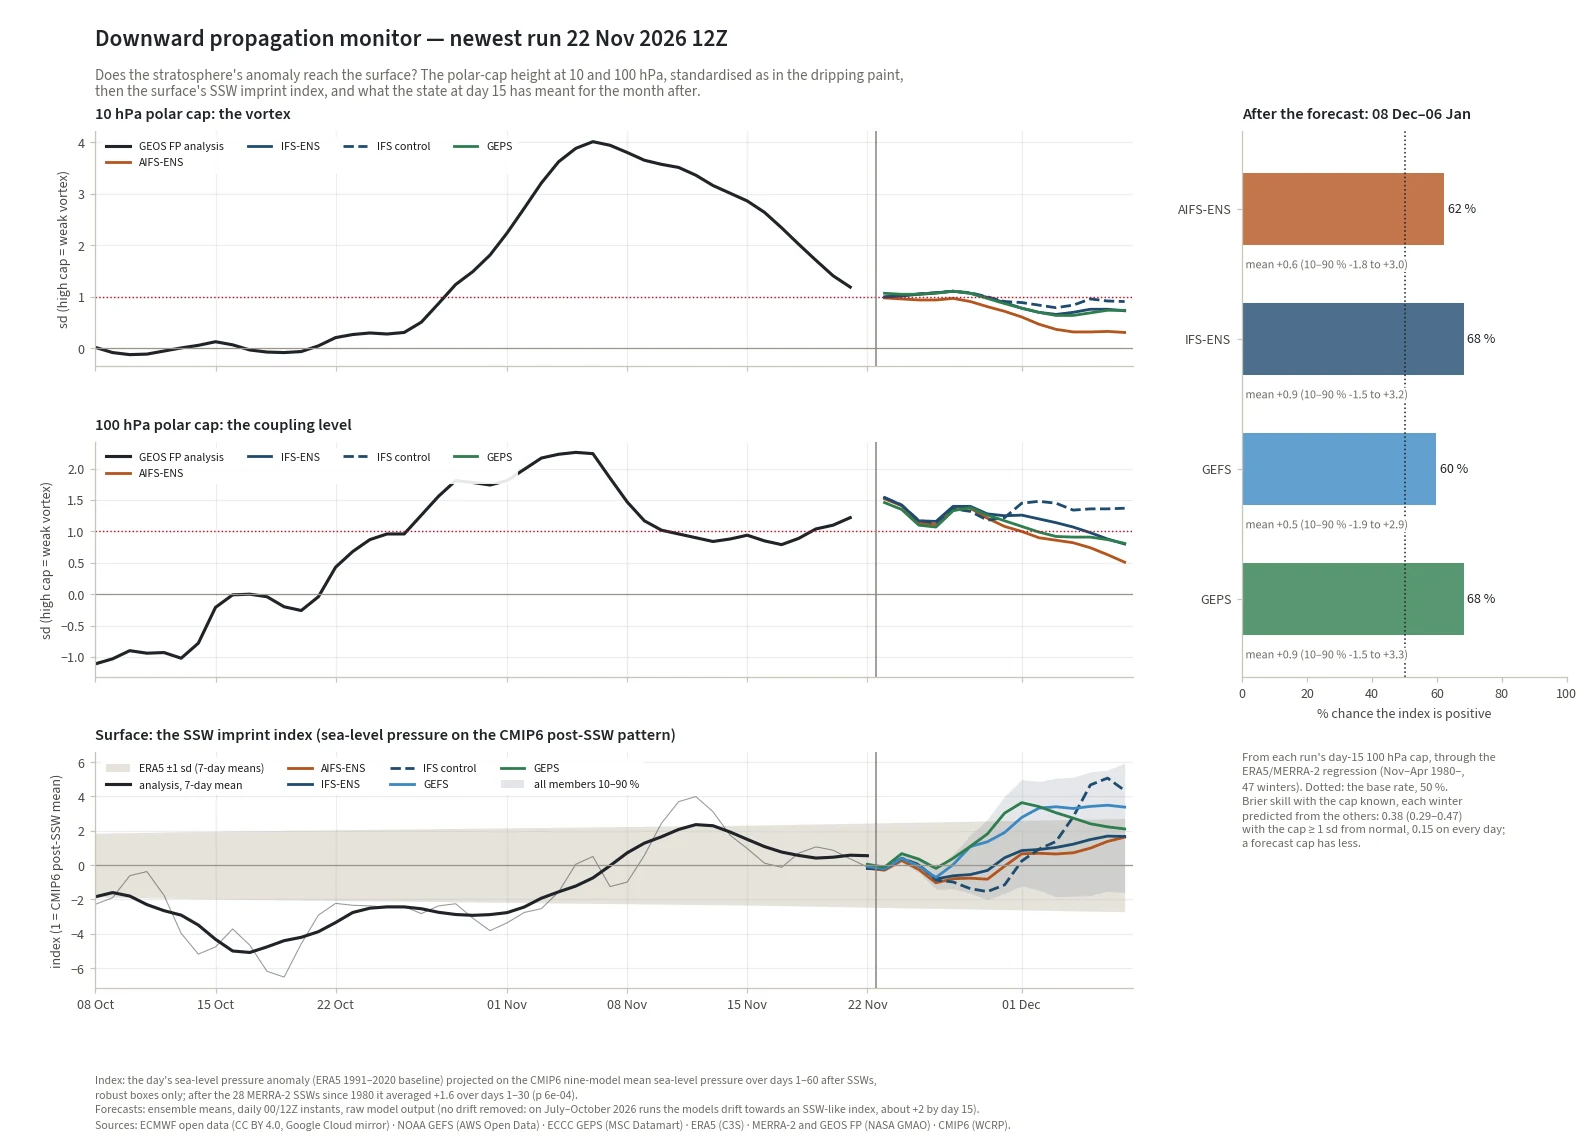 Downward propagation monitor — newest run 22 Nov 2026 12Z
Does the stratosphere's anomaly reach the surface? The polar-cap height at 10 and 100 hPa, standardised as in the dripping paint,
then the surface's SSW imprint index, and what the state at day 15 has meant for the month after.
10 hPa polar cap: the vortex
GEOS FP analysis
IFS-ENS
IFS control
GEPS
AIFS-ENS
sd (high cap = weak vortex)
4
3
2
1
0
100 hPa polar cap: the coupling level
GEOS FP analysis
IFS-ENS
IFS control
GEPS
AIFS-ENS
sd (high cap = weak vortex)
2.0
1.5
1.0
0.5
0.0
−0.5
−1.0
Surface: the SSW imprint index (sea-level pressure on the CMIP6 post-SSW pattern)
ERA5 ±1 sd (7-day means)
AIFS-ENS
IFS control
GEPS
analysis, 7-day mean
IFS-ENS
GEFS
all members 10–90 %
index (1 = CMIP6 post-SSW mean)
6
4
2
0
−2
−4
−6
08 Oct
15 Oct
22 Oct
01 Nov
08 Nov
15 Nov
22 Nov
01 Dec
After the forecast: 08 Dec–06 Jan
AIFS-ENS
62 %
mean +0.6 (10–90 % -1.8 to +3.0)
IFS-ENS
68 %
mean +0.9 (10–90 % -1.5 to +3.2)
GEFS
60 %
mean +0.5 (10–90 % -1.9 to +2.9)
GEPS
68 %
mean +0.9 (10–90 % -1.5 to +3.3)
0
20
40
60
80
100
% chance the index is positive
From each run's day-15 100 hPa cap, through the
ERA5/MERRA-2 regression (Nov–Apr 1980–,
47 winters). Dotted: the base rate, 50 %.
Brier skill with the cap known, each winter
predicted from the others: 0.38 (0.29–0.47)
with the cap ≥ 1 sd from normal, 0.15 on every day;
a forecast cap has less.
Index: the day's sea-level pressure anomaly (ERA5 1991–2020 baseline) projected on the CMIP6 nine-model mean sea-level pressure over days 1–60 after SSWs,
robust boxes only; after the 28 MERRA-2 SSWs since 1980 it averaged +1.6 over days 1–30 (p 6e-04).
Forecasts: ensemble means, daily 00/12Z instants, raw model output (no drift removed: on July–October 2026 runs the models drift towards an SSW-like index, about +2 by day 15).
Sources: ECMWF open data (CC BY 4.0, Google Cloud mirror) · NOAA GEFS (AWS Open Data) · ECCC GEPS (MSC Datamart) · ERA5 (C3S) · MERRA-2 and GEOS FP (NASA GMAO) · CMIP6 (WCRP).